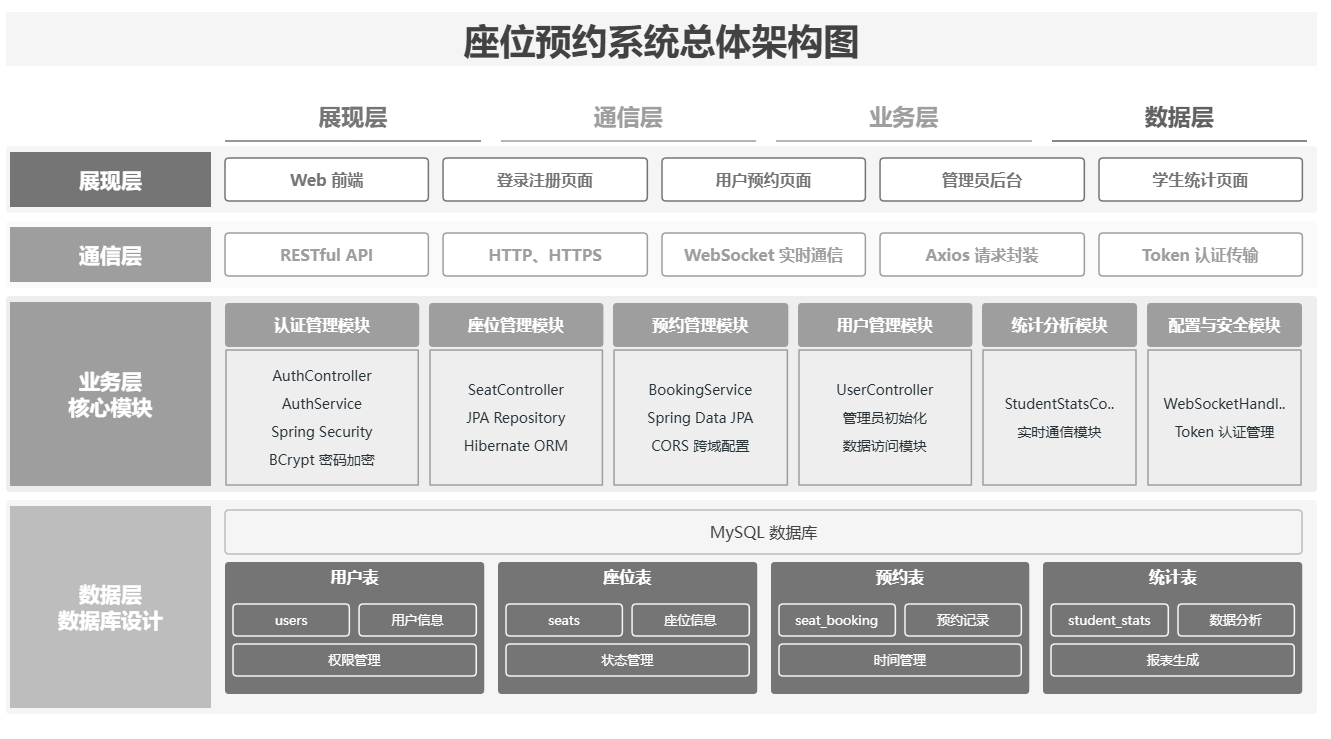 座位预约系统总体架构图
展现层 通信层 业务层 数据层
展现层 Web 前端 登录注册页面 用户预约页面 管理员后台 学生统计页面
通信层 RESTful API HTTP、HTTPS WebSocket 实时通信 Axios 请求封装 Token 认证传输
业务层
核心模块
认证管理模块
AuthController
AuthService
Spring Security
BCrypt 密码加密
座位管理模块
SeatController
JPA Repository
Hibernate ORM
预约管理模块
BookingService
Spring Data JPA
CORS 跨域配置
用户管理模块
UserController
管理员初始化
数据访问模块
统计分析模块
StudentStatsCo..
实时通信模块
配置与安全模块
WebSocketHandl..
Token 认证管理
数据层
数据库设计
MySQL 数据库
用户表
users 用户信息
权限管理
座位表
seats 座位信息
状态管理
预约表
seat_booking 预约记录
时间管理
统计表
student_stats 数据分析
报表生成